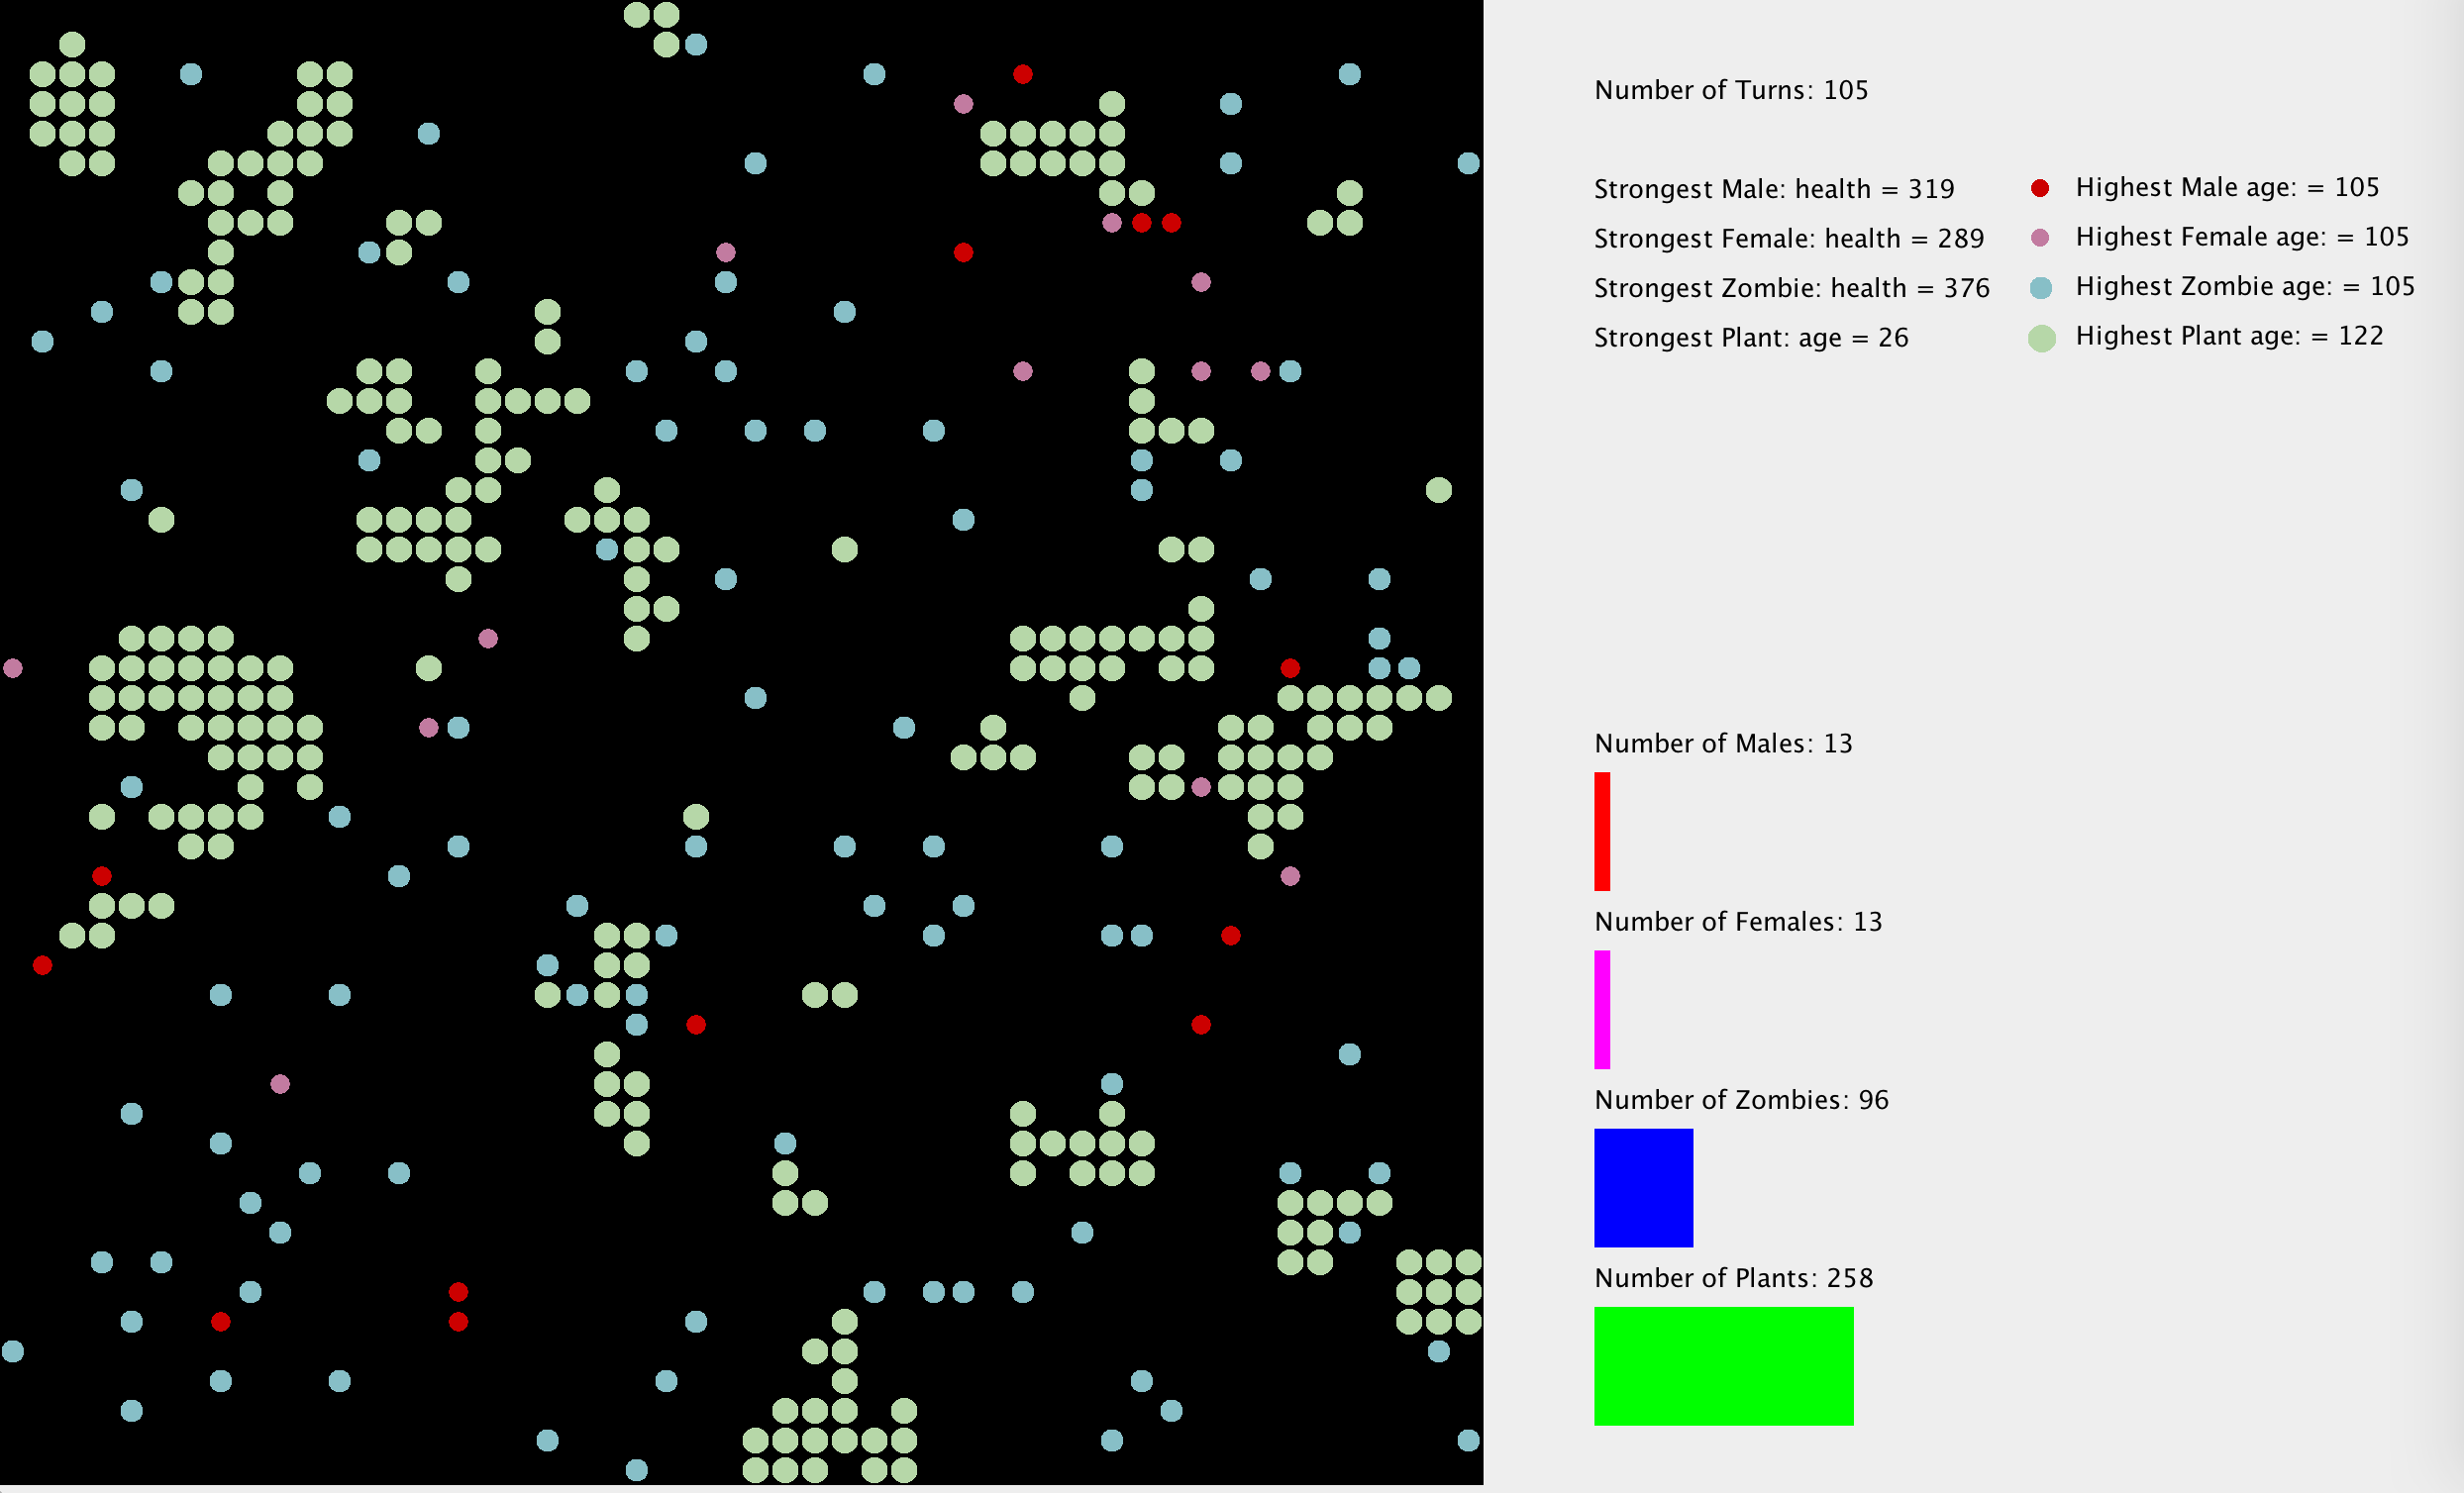 Number of Turns: 105
Strongest Male: health = 319
Highest Male age: = 105
Strongest Female: health = 289
Highest Female age: = 105
Strongest Zombie: health = 376
Highest Zombie age: = 105
Strongest Plant: age = 26
Highest Plant age: = 122
Number of Males: 13
Number of Females: 13
Number of Zombies: 96
Number of Plants: 258